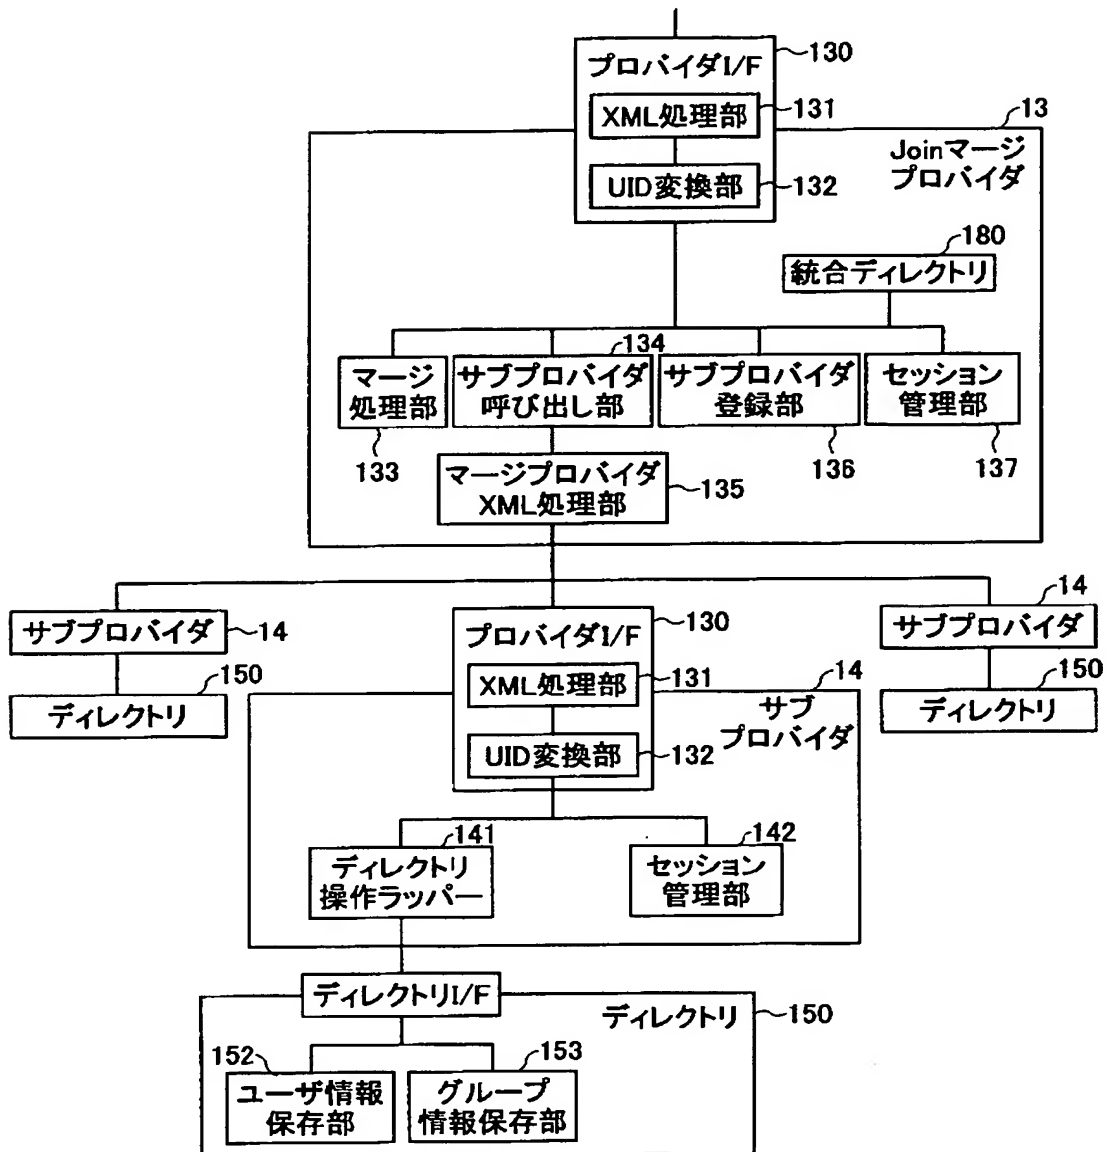 プロバイダI/F
130
XML処理部
131
UID変換部
132
13
Joinマージ
プロバイダ
180
統合ディレクトリ
マージ
処理部
133
134
サブプロバイダ
呼び出し部
サブプロバイダ
登録部
136
セッション
管理部
137
マージプロバイダ
XML処理部
135
サブプロバイダ
14
150
ディレクトリ
プロバイダI/F
130
XML処理部
131
UID変換部
132
14
サブ
プロバイダ
14
サブプロバイダ
150
ディレクトリ
141
ディレクトリ
操作ラッパー
142
セッション
管理部
ディレクトリI/F
ディレクトリ
150
152
ユーザ情報
保存部
153
グループ
情報保存部